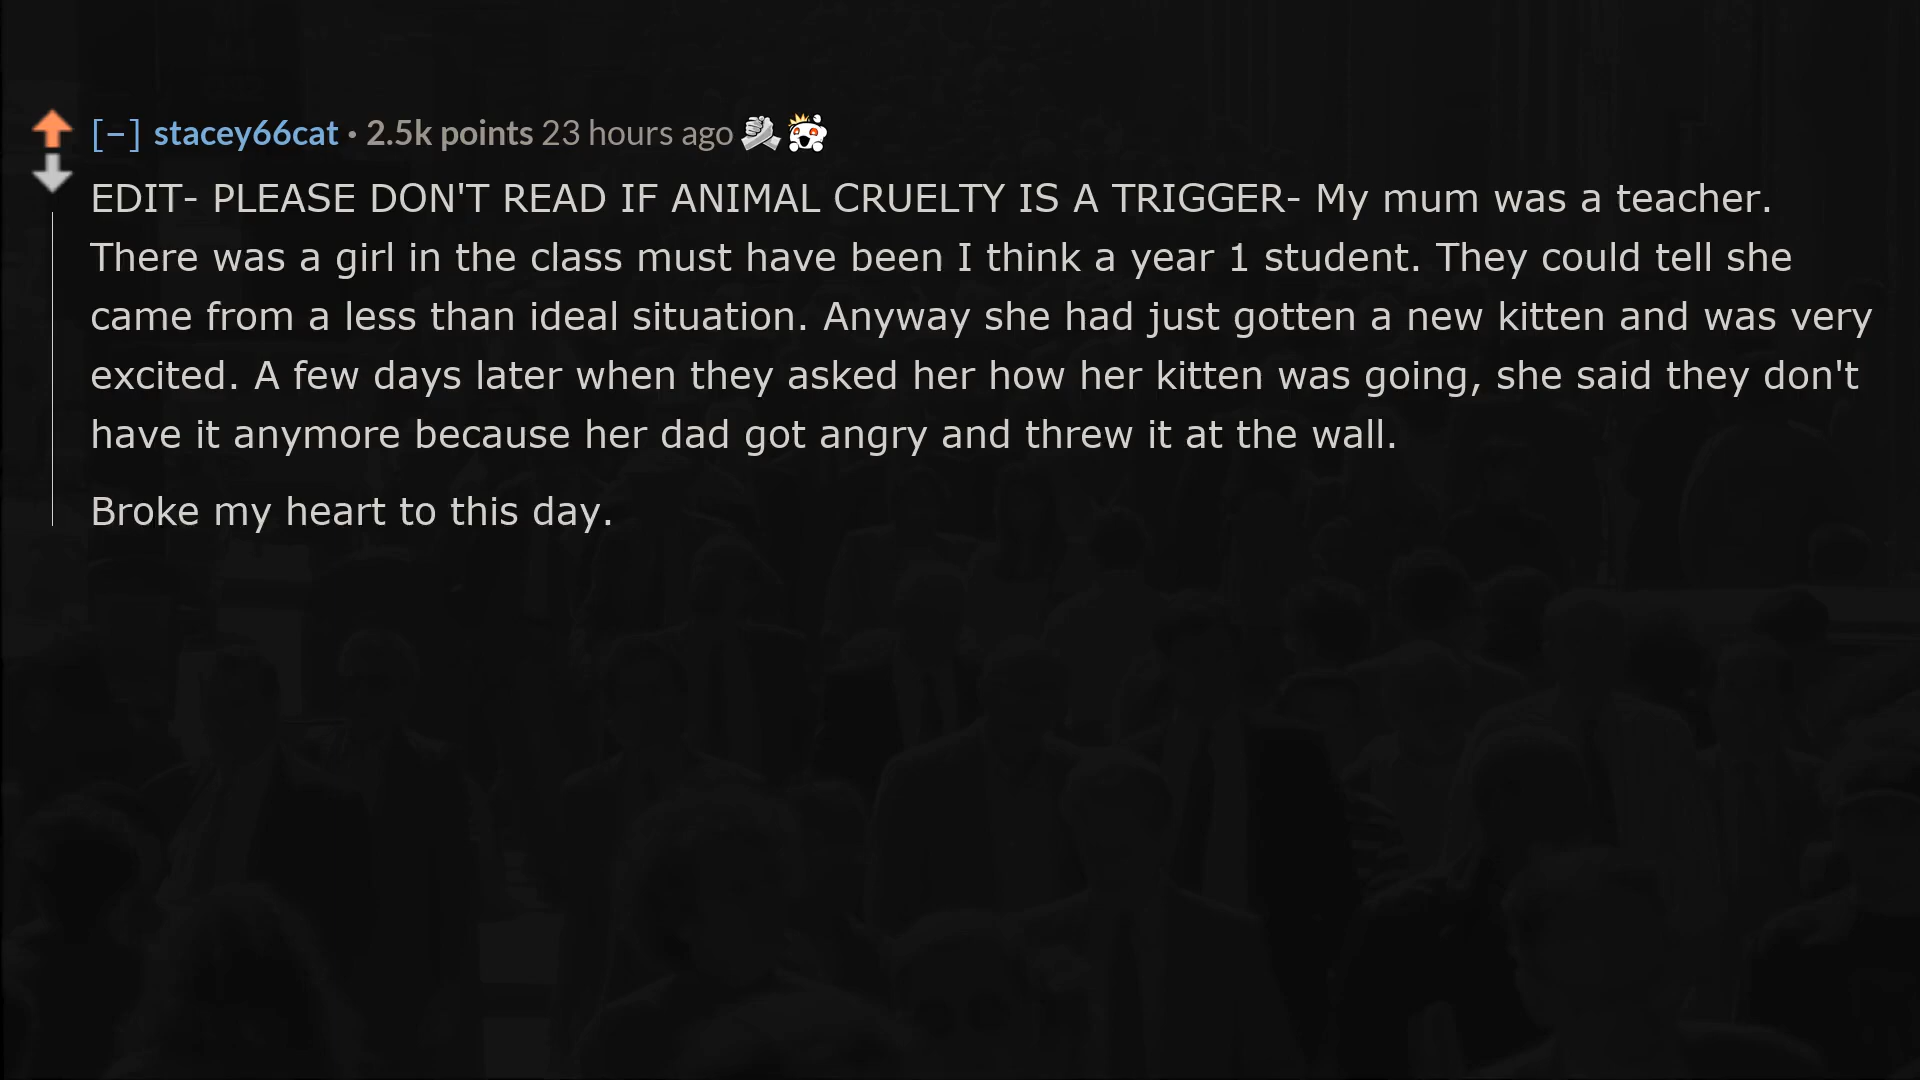 [–] stacey66cat • 2.5k points 23 hours ago
EDIT- PLEASE DON'T READ IF ANIMAL CRUELTY IS A TRIGGER- My mum was a teacher.
There was a girl in the class must have been I think a year 1 student. They could tell she
came from a less than ideal situation. Anyway she had just gotten a new kitten and was very
excited. A few days later when they asked her how her kitten was going, she said they don't
have it anymore because her dad got angry and threw it at the wall.
Broke my heart to this day.